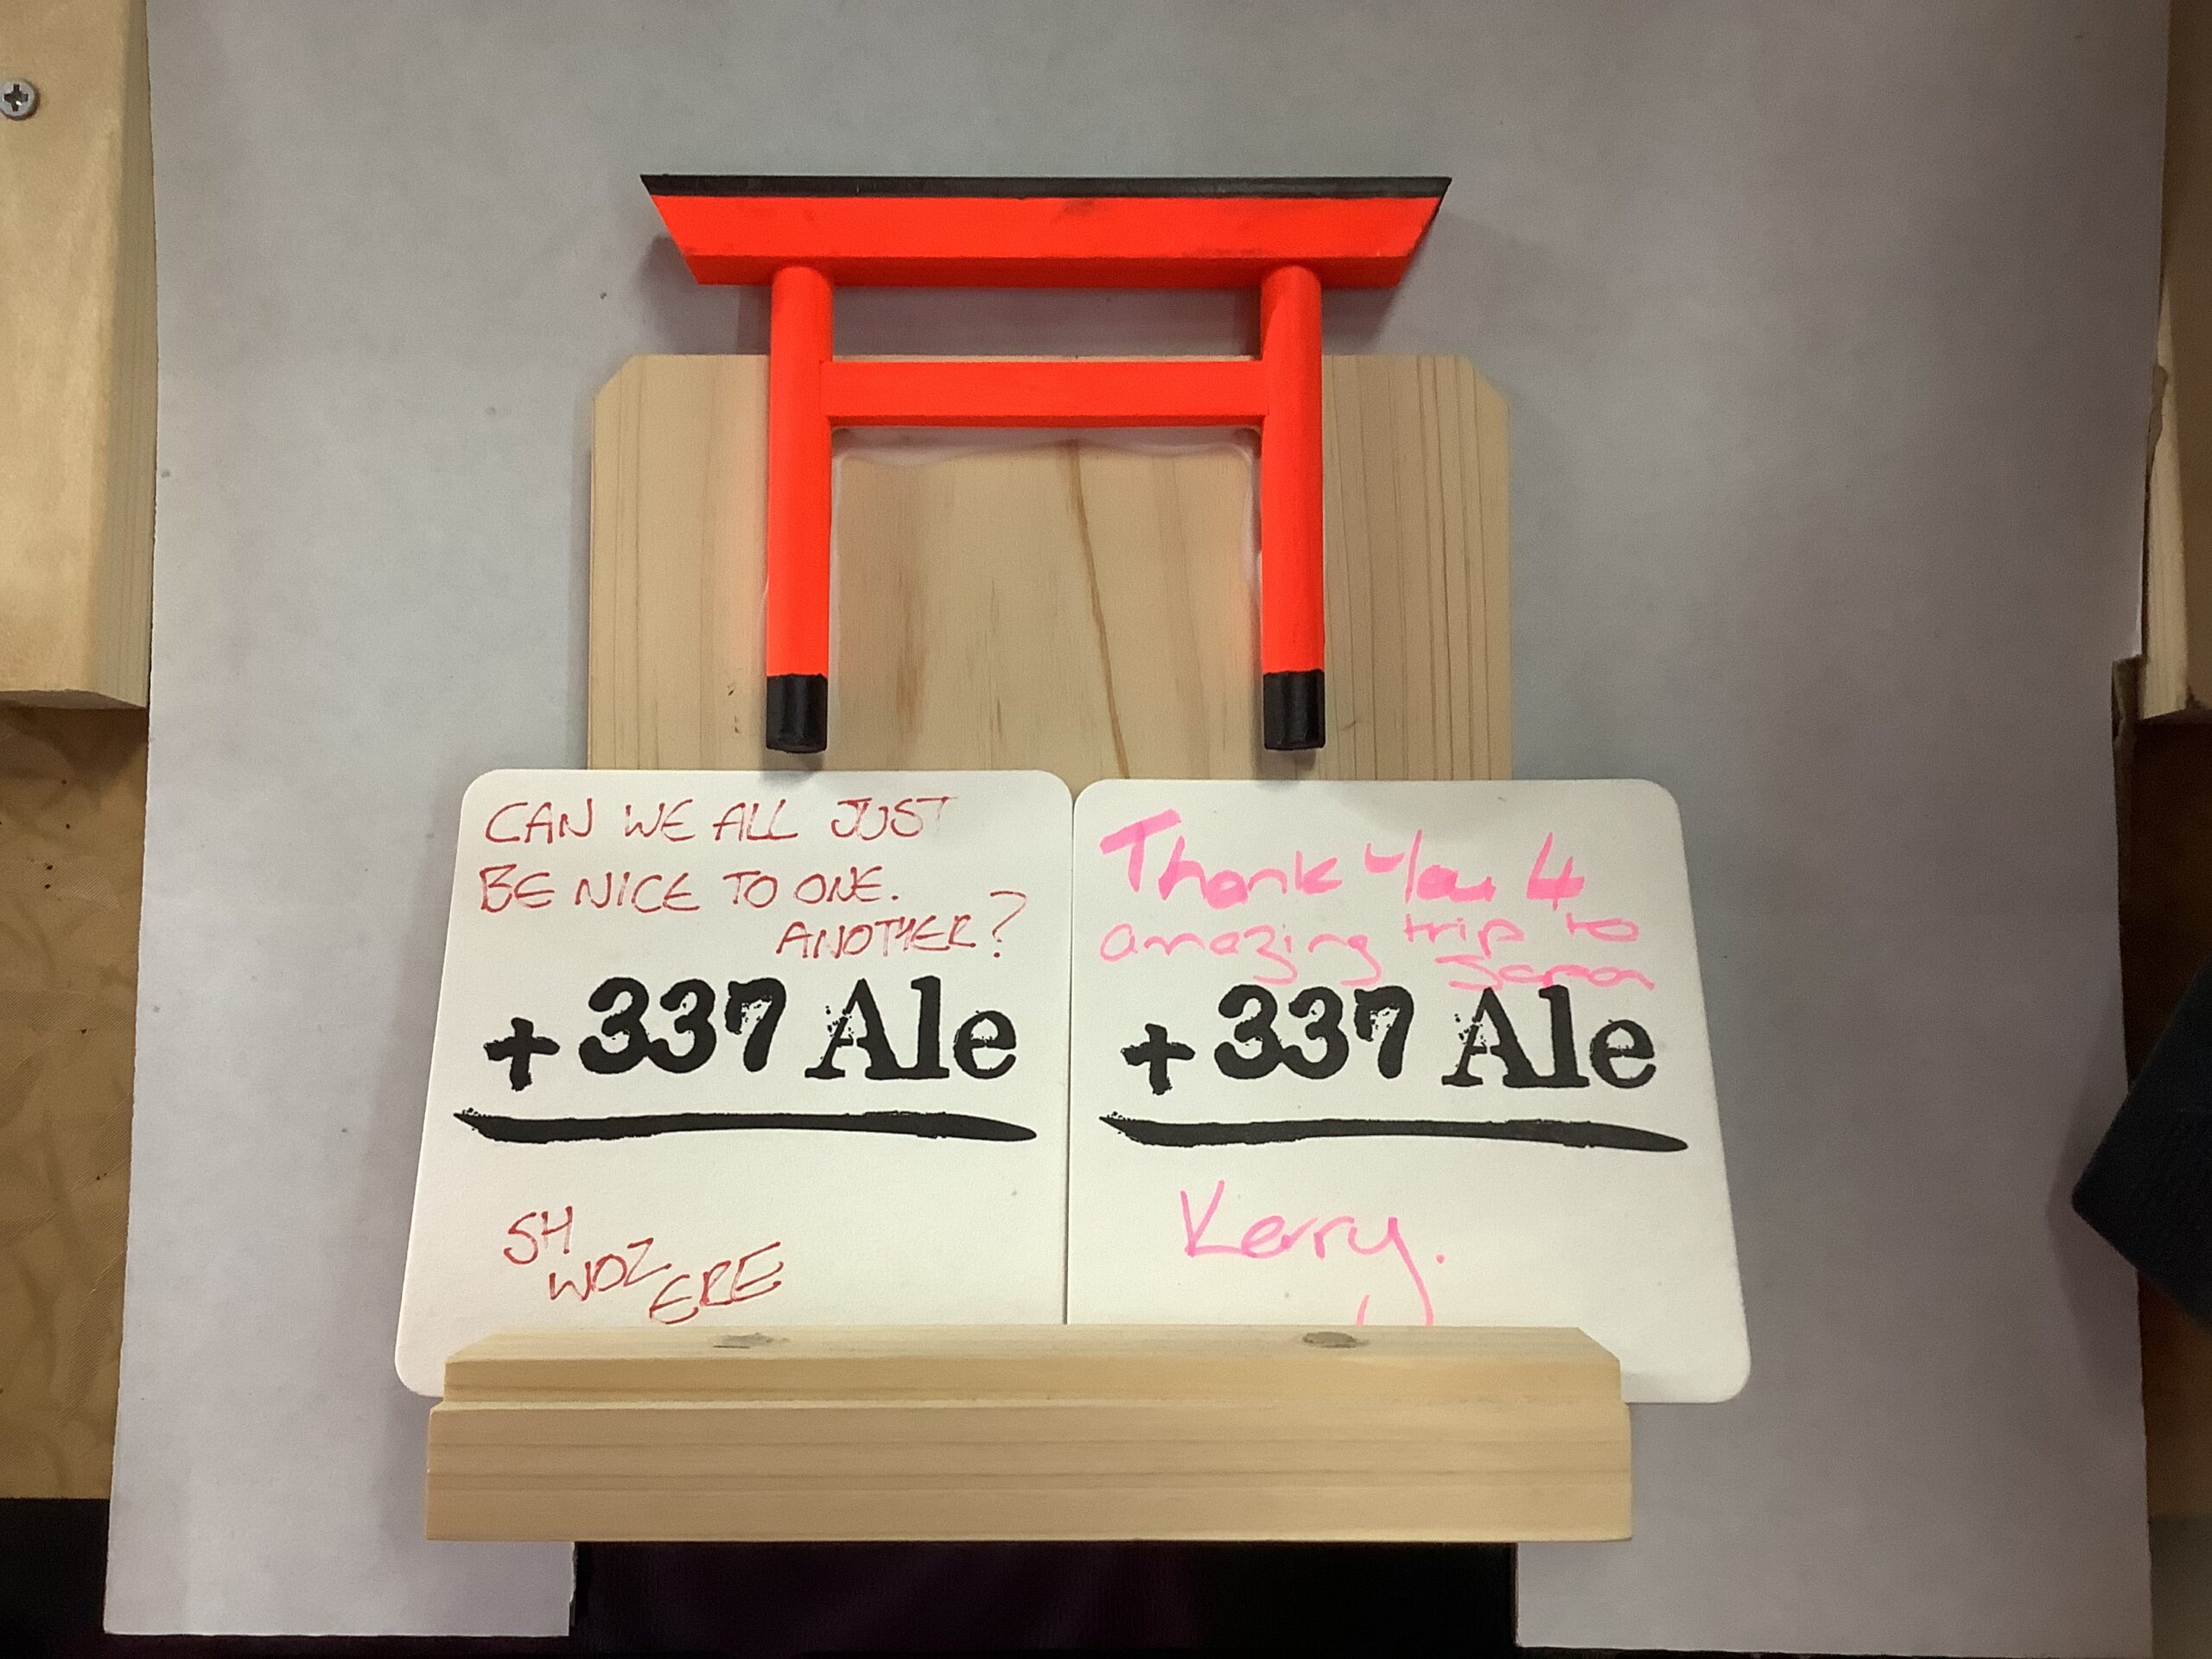 CAN WE ALL JUST
BE NICE TO ONE.
ANOTHER?
+337 Ale
SH
WOZ
ERE
Thank You 4
amazing trip to
Japan
+337 Ale
Kerry.